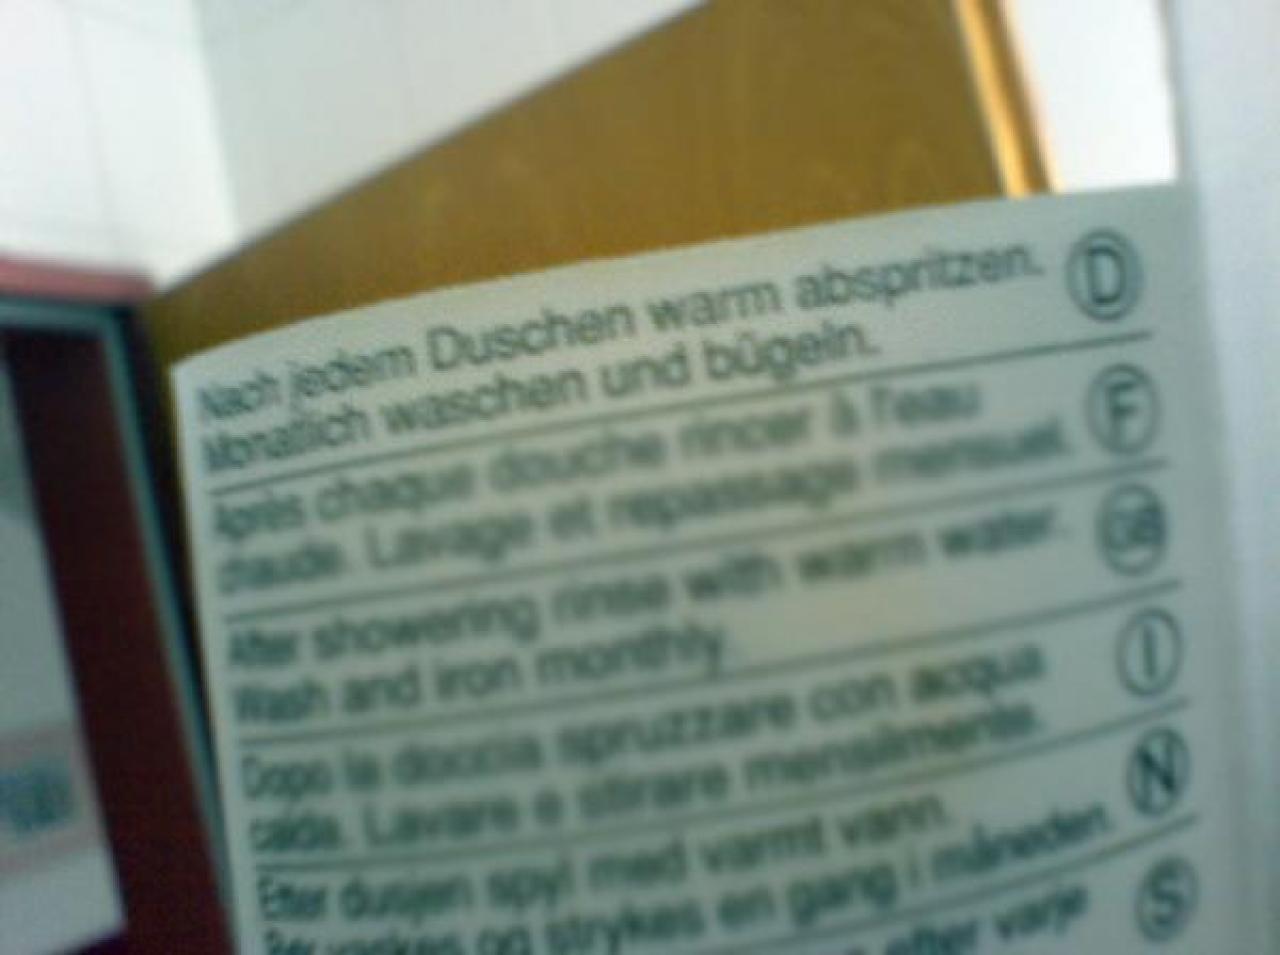 Nach jedem Duschen warm abspritzen. D
Monatlich waschen und bügeln.
Après chaque douche rincer à l'eau F
chaude. Lavage et repassage mensuel.
After showering rinse with warm water. GB
Wash and iron monthly.
Dopo la doccia spruzzare con acqua I
calda. Lavare e stirare mensilmente.
Etter dusjen spyl med varmt vann. N
Bør vaskes og strykes en gang i måneden.
efter varje S